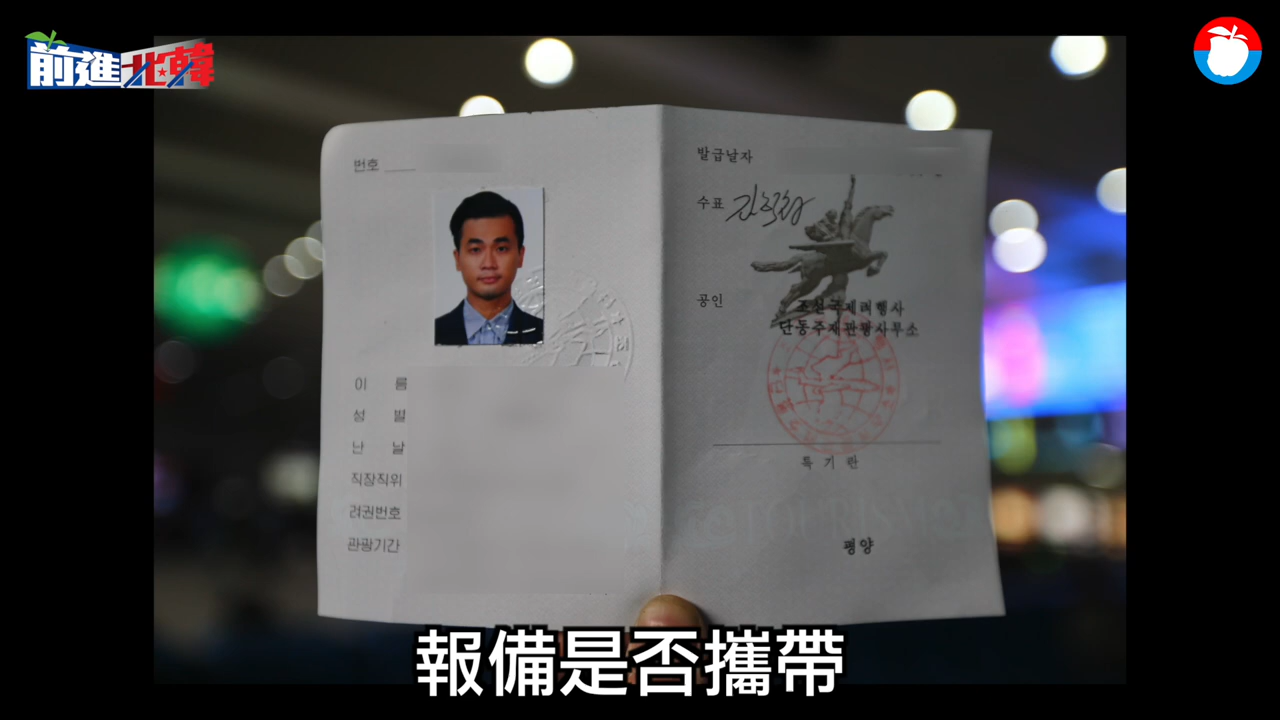 前進北韓
번호
이 름
성 별
난 날
직장직위
려권번호
관광기간
발급날자
수표
공인
조선국제려행사
단동주재관광사무소
특 기 란
평양
報備是否攜帶